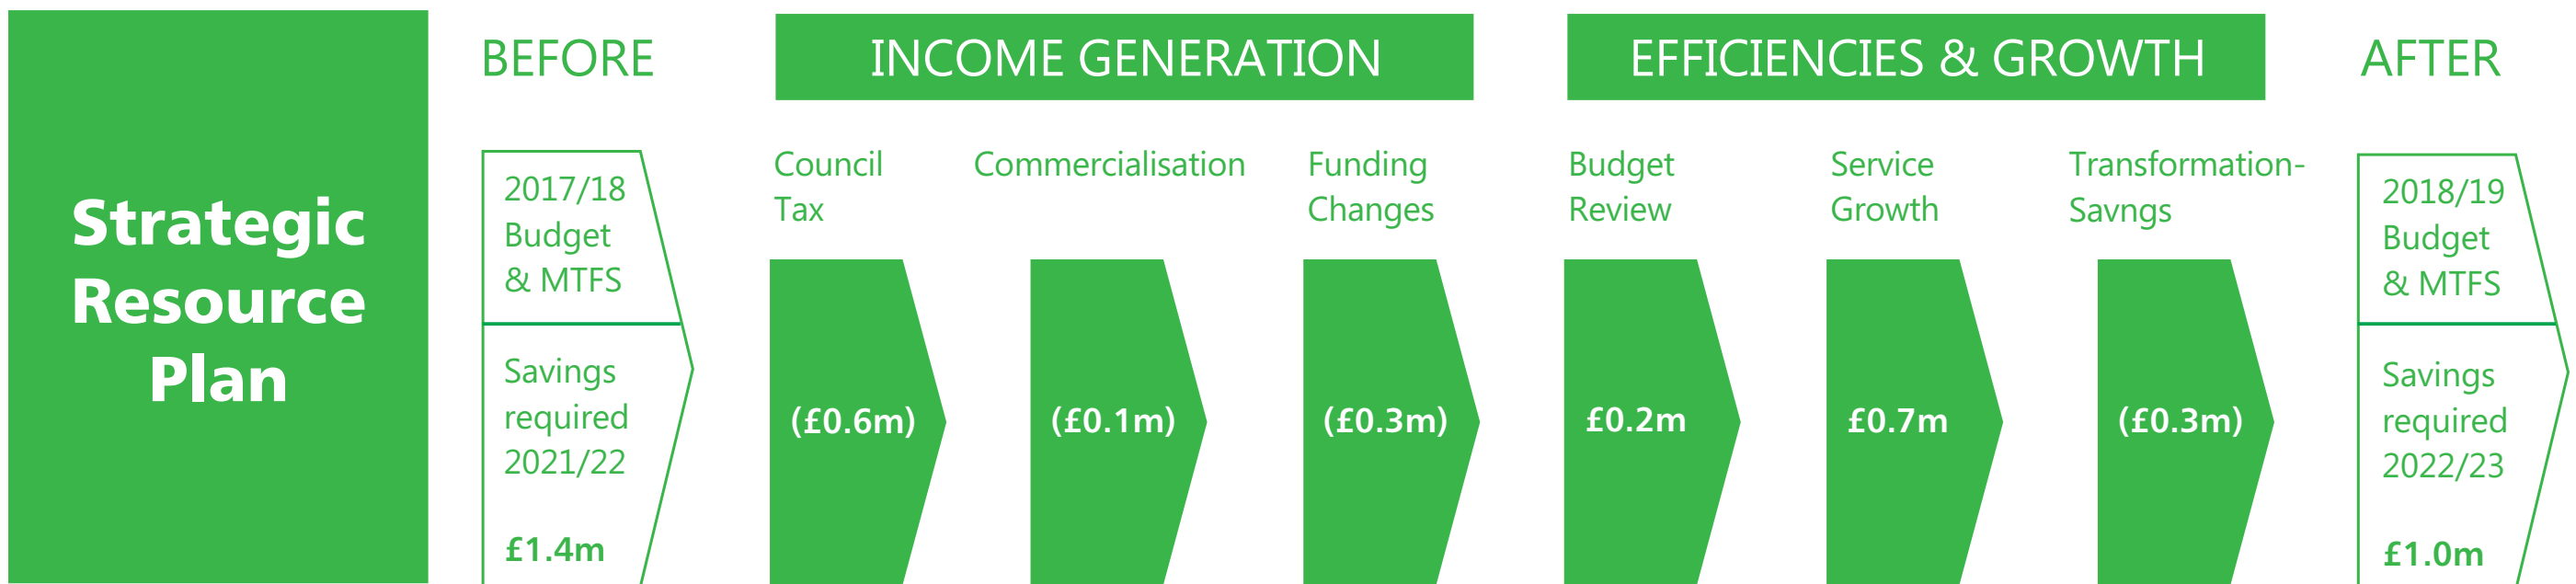 Strategic
Resource
Plan
BEFORE
2017/18
Budget
& MTFS
Savings
required
2021/22
£1.4m
INCOME GENERATION
Council
Tax
(£0.6m)
Commercialisation
(£0.1m)
Funding
Changes
(£0.3m)
EFFICIENCIES & GROWTH
Budget
Review
£0.2m
Service
Growth
£0.7m
Transformation-
Savngs
(£0.3m)
AFTER
2018/19
Budget
& MTFS
Savings
required
2022/23
£1.0m